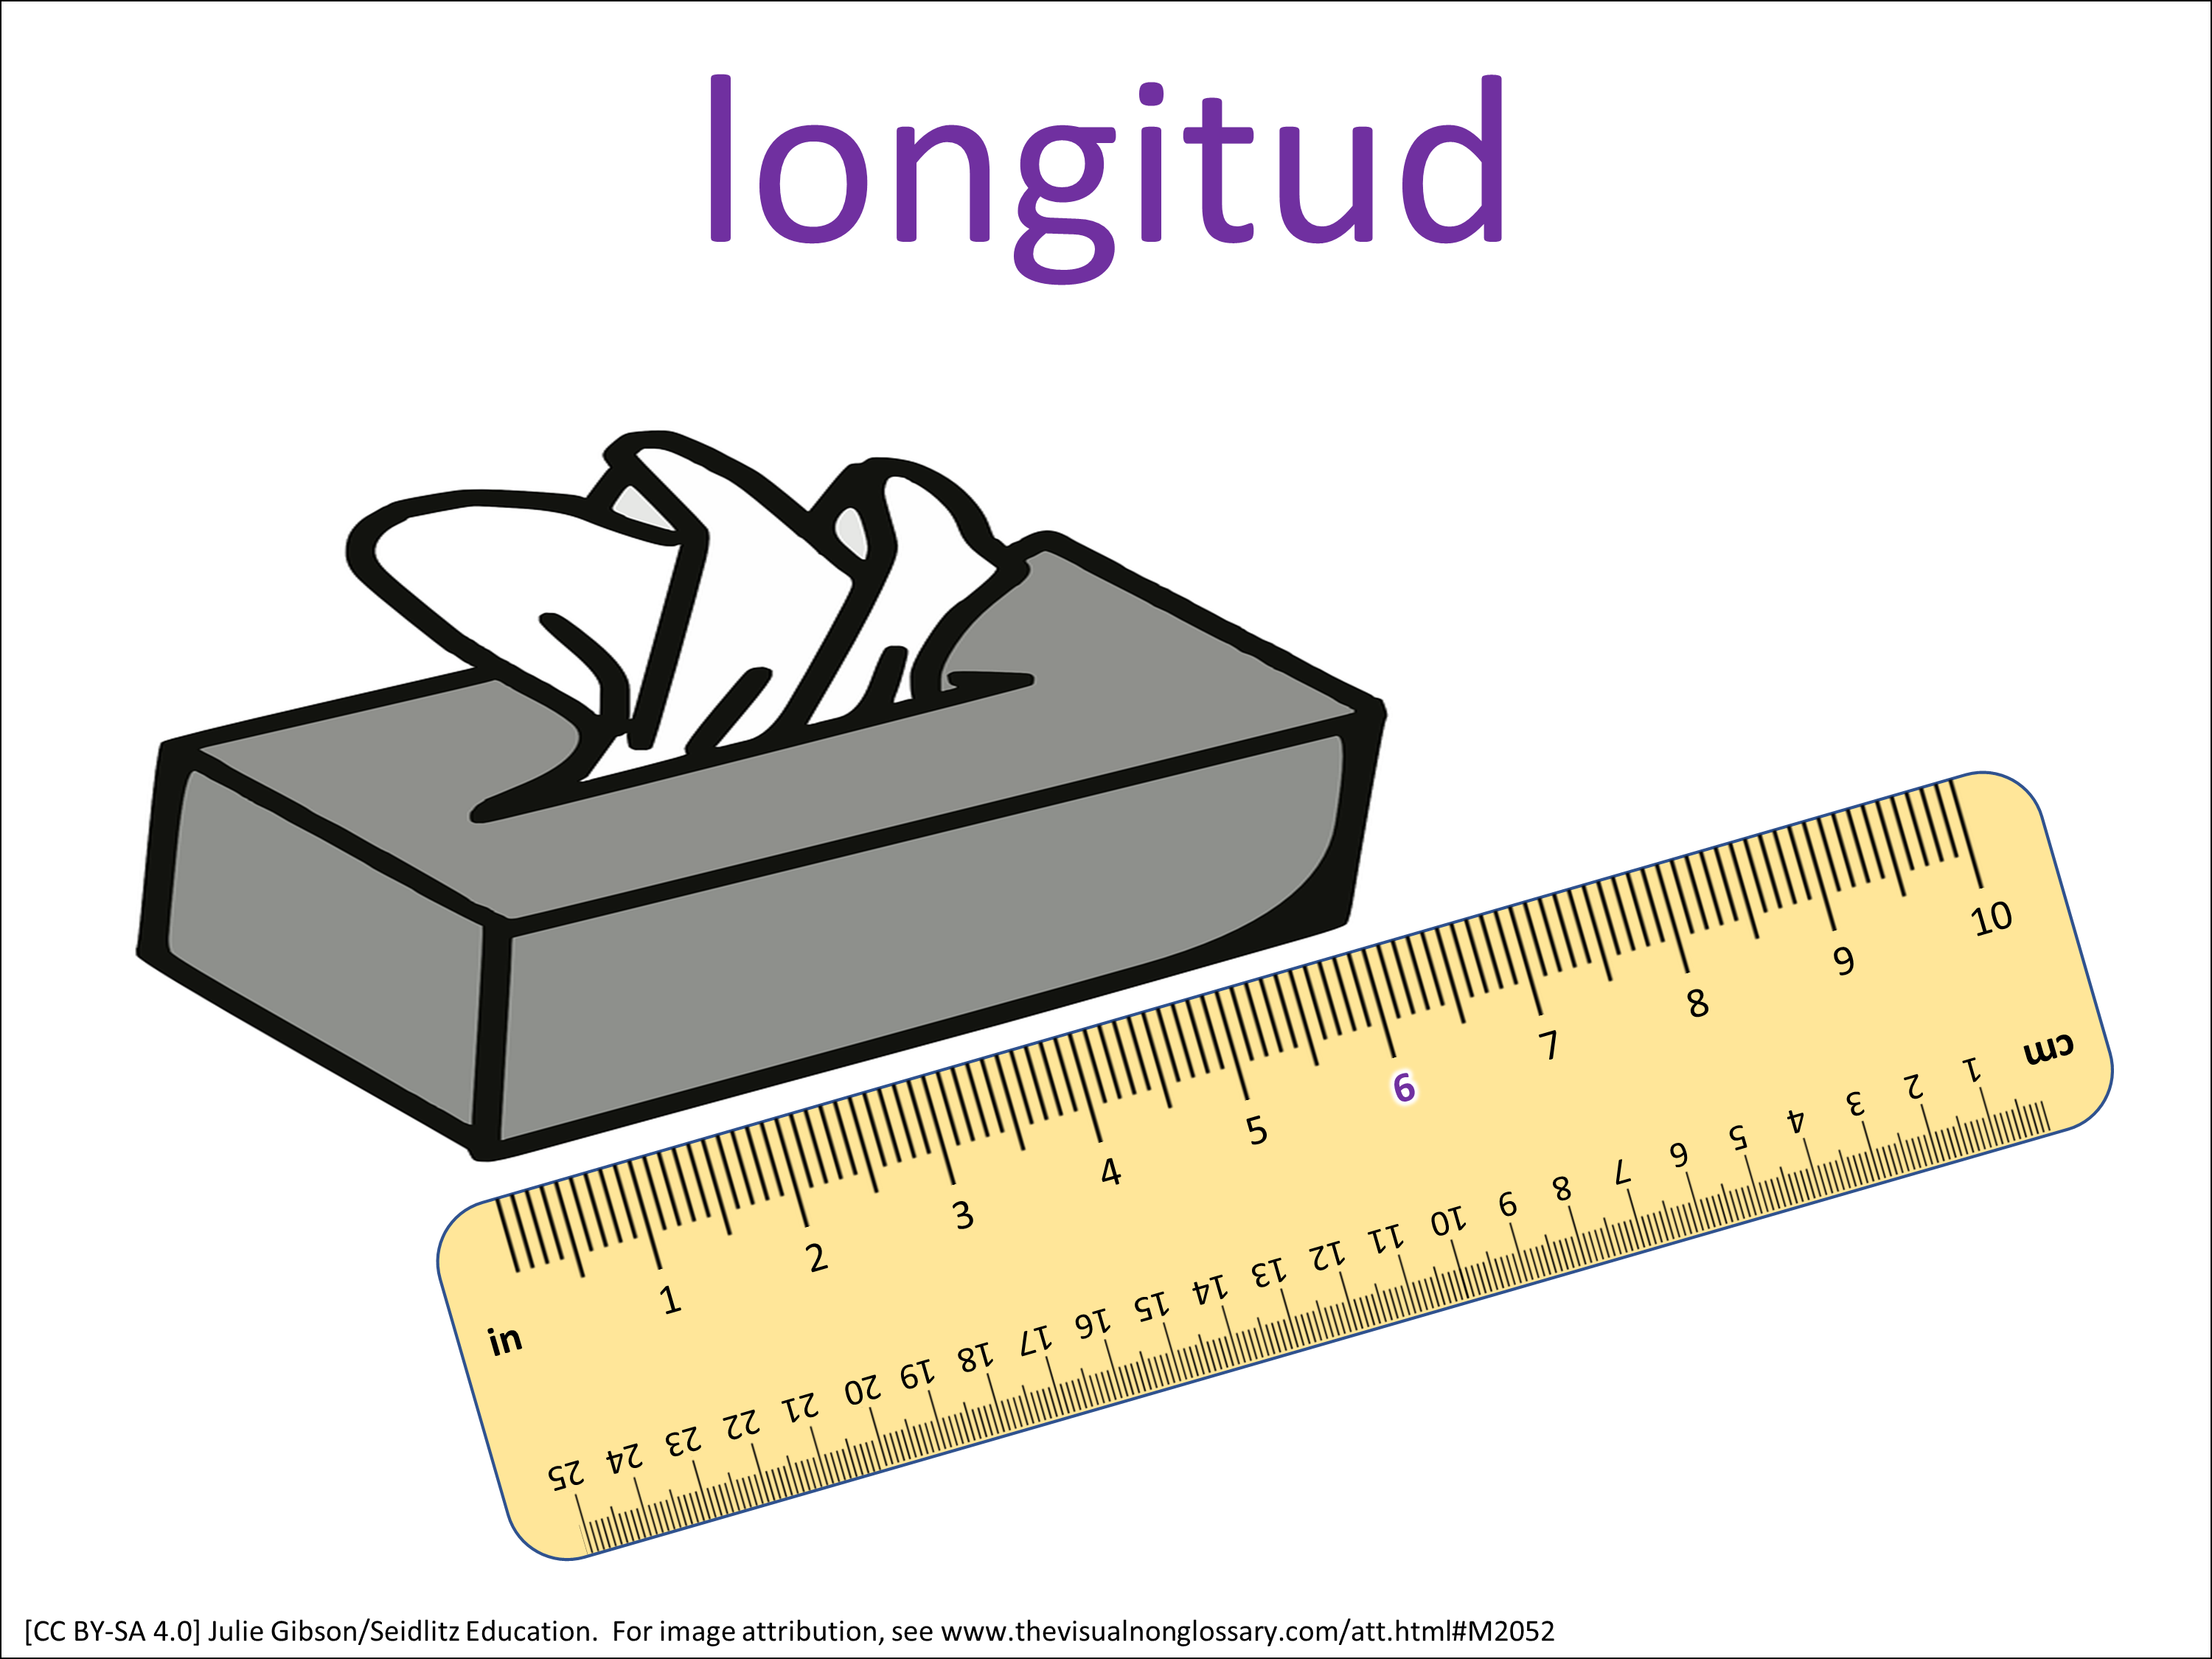 longitud
1 2 3 4 5 6 7 8 9 10
in
cm
1 2 3 4 5 6 7 8 9 10 11 12 13 14 15 16 17 18 19 20 21 22 23 24 25
[CC BY-SA 4.0] Julie Gibson/Seidlitz Education.  For image attribution, see www.thevisualnonglossary.com/att.html#M2052